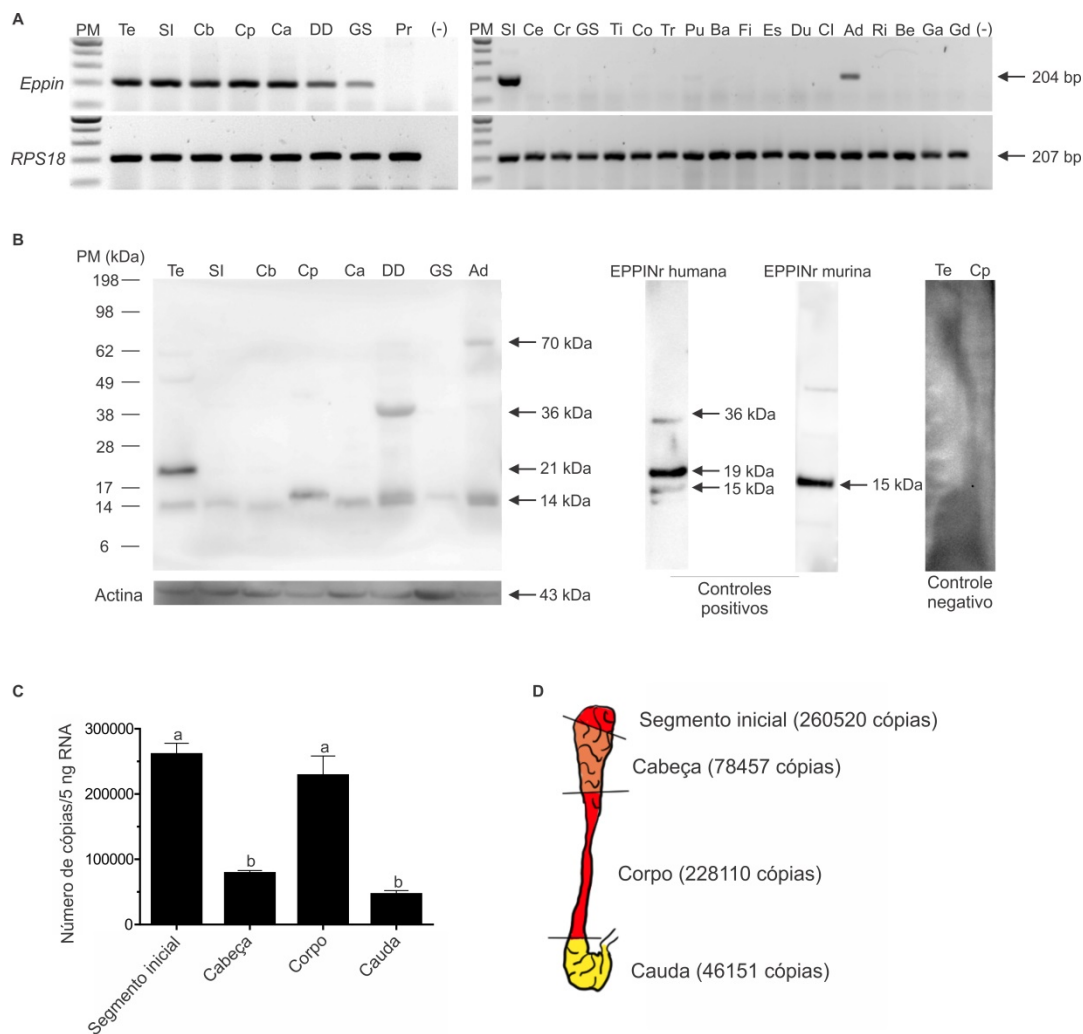 A
PM Te SI Cb Cp Ca DD GS Pr (-)
PM SI Ce Cr GS Ti Co Tr Pu Ba Fi Es Du Cl Ad Ri Be Ga Gd (-)
Eppin
204 bp
RPS18
207 bp
B
PM (kDa)
Te SI Cb Cp Ca DD GS Ad
198
98
62
49
38
28
17
14
6
70 kDa
36 kDa
21 kDa
14 kDa
Actina
43 kDa
EPPINr humana
EPPINr murina
Te Cp
36 kDa
19 kDa
15 kDa
15 kDa
Controles
positivos
Controle
negativo
C
Número de cópias/5 ng RNA
300000
200000
100000
0
a
b
a
b
Segmento inicial
Cabeça
Corpo
Cauda
D
Segmento inicial (260520 cópias)
Cabeça (78457 cópias)
Corpo (228110 cópias)
Cauda (46151 cópias)